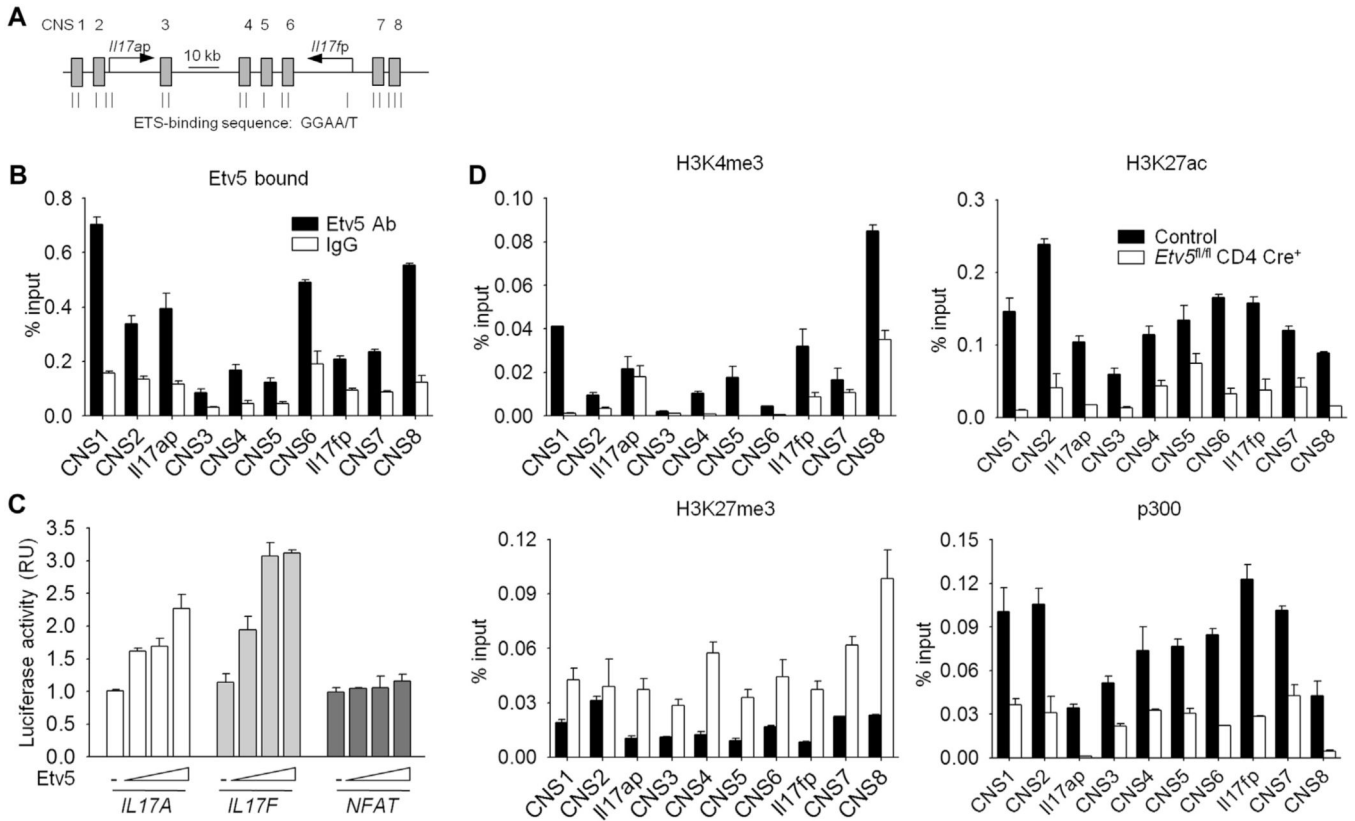 A
CNS 1 2 3 4 5 6 7 8
Il17ap
10 kb
Il17fp
ETS-binding sequence: GGAA/T
B
Etv5 bound
Etv5 Ab
IgG
% input
0.8
0.6
0.4
0.2
0.0
CNS1 CNS2 Il17ap CNS3 CNS4 CNS5 CNS6 Il17fp CNS7 CNS8
C
Luciferase activity (RU)
3.5
3.0
2.5
2.0
1.5
1.0
0.5
0.0
Etv5 - - -
IL17A IL17F NFAT
D
H3K4me3
% input
0.10
0.08
0.06
0.04
0.02
0.00
CNS1 CNS2 Il17ap CNS3 CNS4 CNS5 CNS6 Il17fp CNS7 CNS8
H3K27ac
Control
Etv5fl/fl CD4 Cre+
% input
0.3
0.2
0.1
0.0
CNS1 CNS2 Il17ap CNS3 CNS4 CNS5 CNS6 Il17fp CNS7 CNS8
H3K27me3
% input
0.12
0.09
0.06
0.03
0.00
CNS1 CNS2 Il17ap CNS3 CNS4 CNS5 CNS6 Il17fp CNS7 CNS8
p300
% input
0.15
0.12
0.09
0.06
0.03
0.00
CNS1 CNS2 Il17ap CNS3 CNS4 CNS5 CNS6 Il17fp CNS7 CNS8